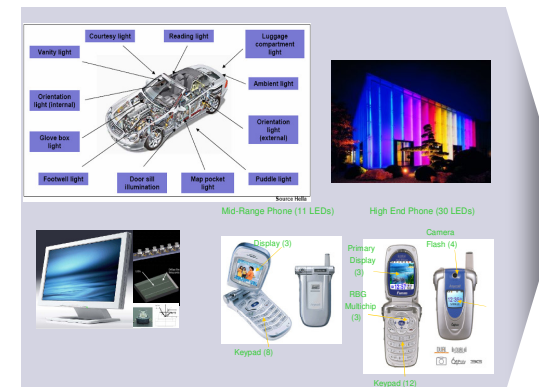 Courtesy light
Reading light
Luggage
compartment
light
Vanity light
Ambient light
Orientation
light (internal)
Orientation
light
(external)
Glove box
light
Footwell light
Door sill
illumination
Map pocket
light
Puddle light
Source Hella
Mid-Range Phone (11 LEDs)
High End Phone (30 LEDs)
Camera
Flash (4)
Display (3)
Primary
Display
(3)
RBG
Multichip
(3)
Keypad (8)
Keypad (12)